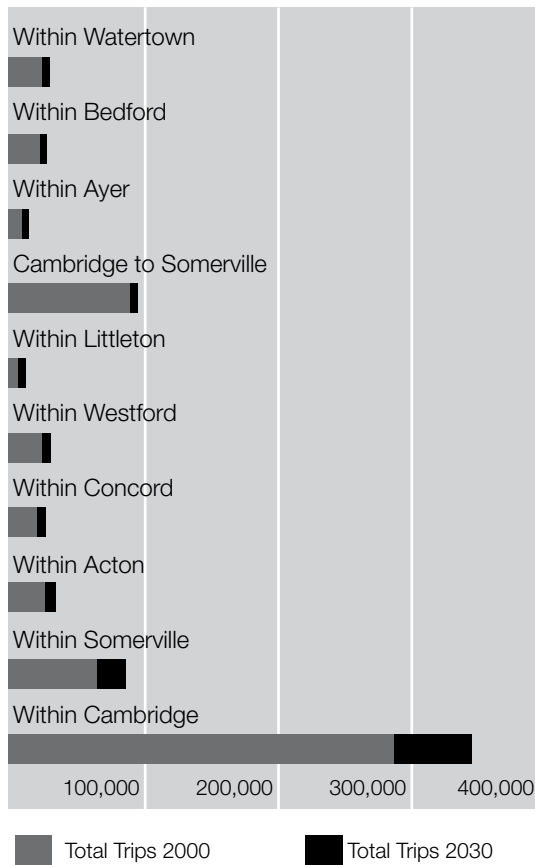 Within Watertown
Within Bedford
Within Ayer
Cambridge to Somerville
Within Littleton
Within Westford
Within Concord
Within Acton
Within Somerville
Within Cambridge
100,000 200,000 300,000 400,000
Total Trips 2000 Total Trips 2030